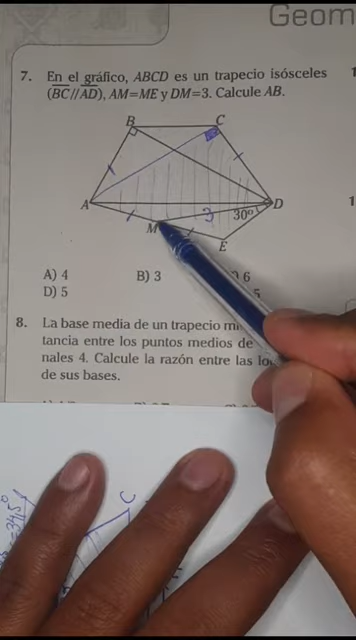 Geom
7. En el gráfico, ABCD es un trapecio isósceles
(BC//AD), AM=ME y DM=3. Calcule AB.
B
C
A
3
30º
D
M
E
A) 4
B) 3
6
D) 5
5
8. La base media de un trapecio
tancia entre los puntos medios de
nales 4. Calcule la razón entre las
de sus bases.
C